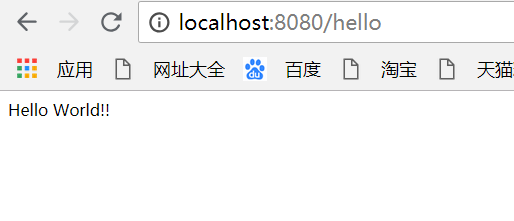 localhost:8080/hello
应用 网址大全 百度 淘宝 天猫
Hello World!!